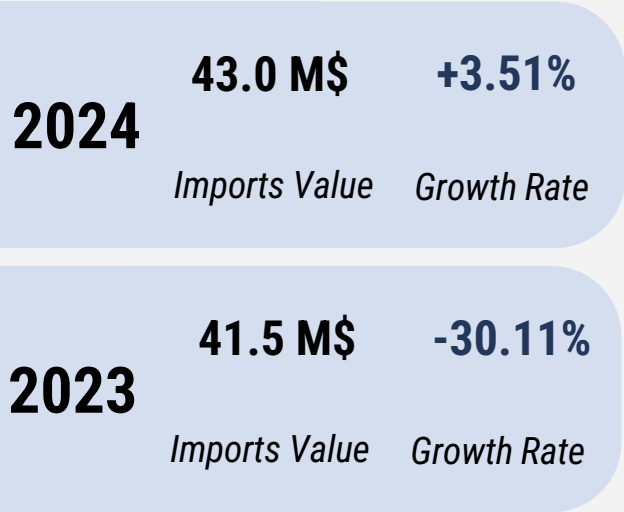 2024
43.0 M$
+3.51%
Imports Value
Growth Rate
2023
41.5 M$
-30.11%
Imports Value
Growth Rate